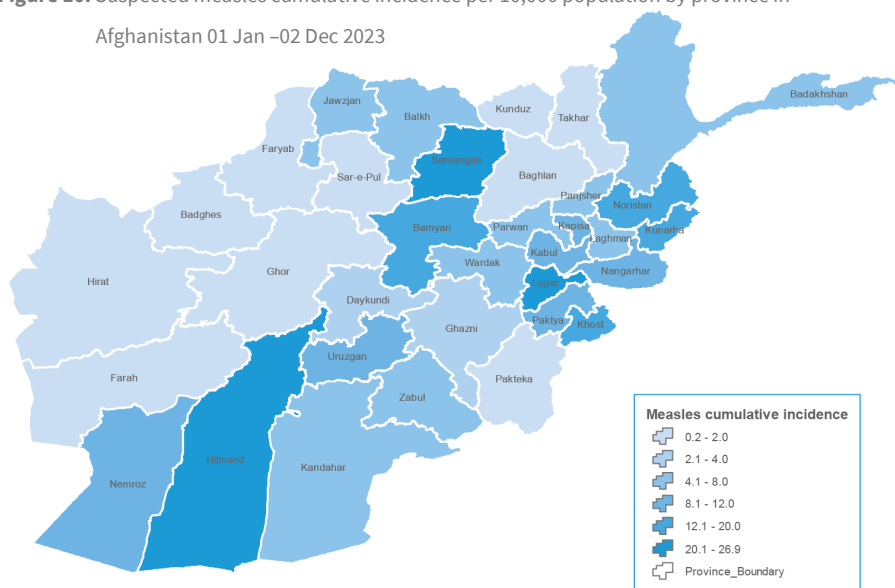 Figure 10. Suspected measles cumulative incidence per 10,000 population by province in
Afghanistan 01 Jan –02 Dec 2023
Badakhshan
Jawzjan
Balkh
Kunduz
Takhar
Faryab
Samangan
Sar-e-Pul
Baghlan
Panjsher
Noristan
Badghes
Bamyan
Parwan
Kapisa
Kunarha
Laghman
Kabul
Hirat
Ghor
Wardak
Nangarhar
Logar
Daykundi
Ghazni
Paktya
Khost
Uruzgan
Farah
Pakteka
Zabul
Hilmand
Kandahar
Nemroz
Measles cumulative incidence
0.2 - 2.0
2.1 - 4.0
4.1 - 8.0
8.1 - 12.0
12.1 - 20.0
20.1 - 26.9
Province_Boundary